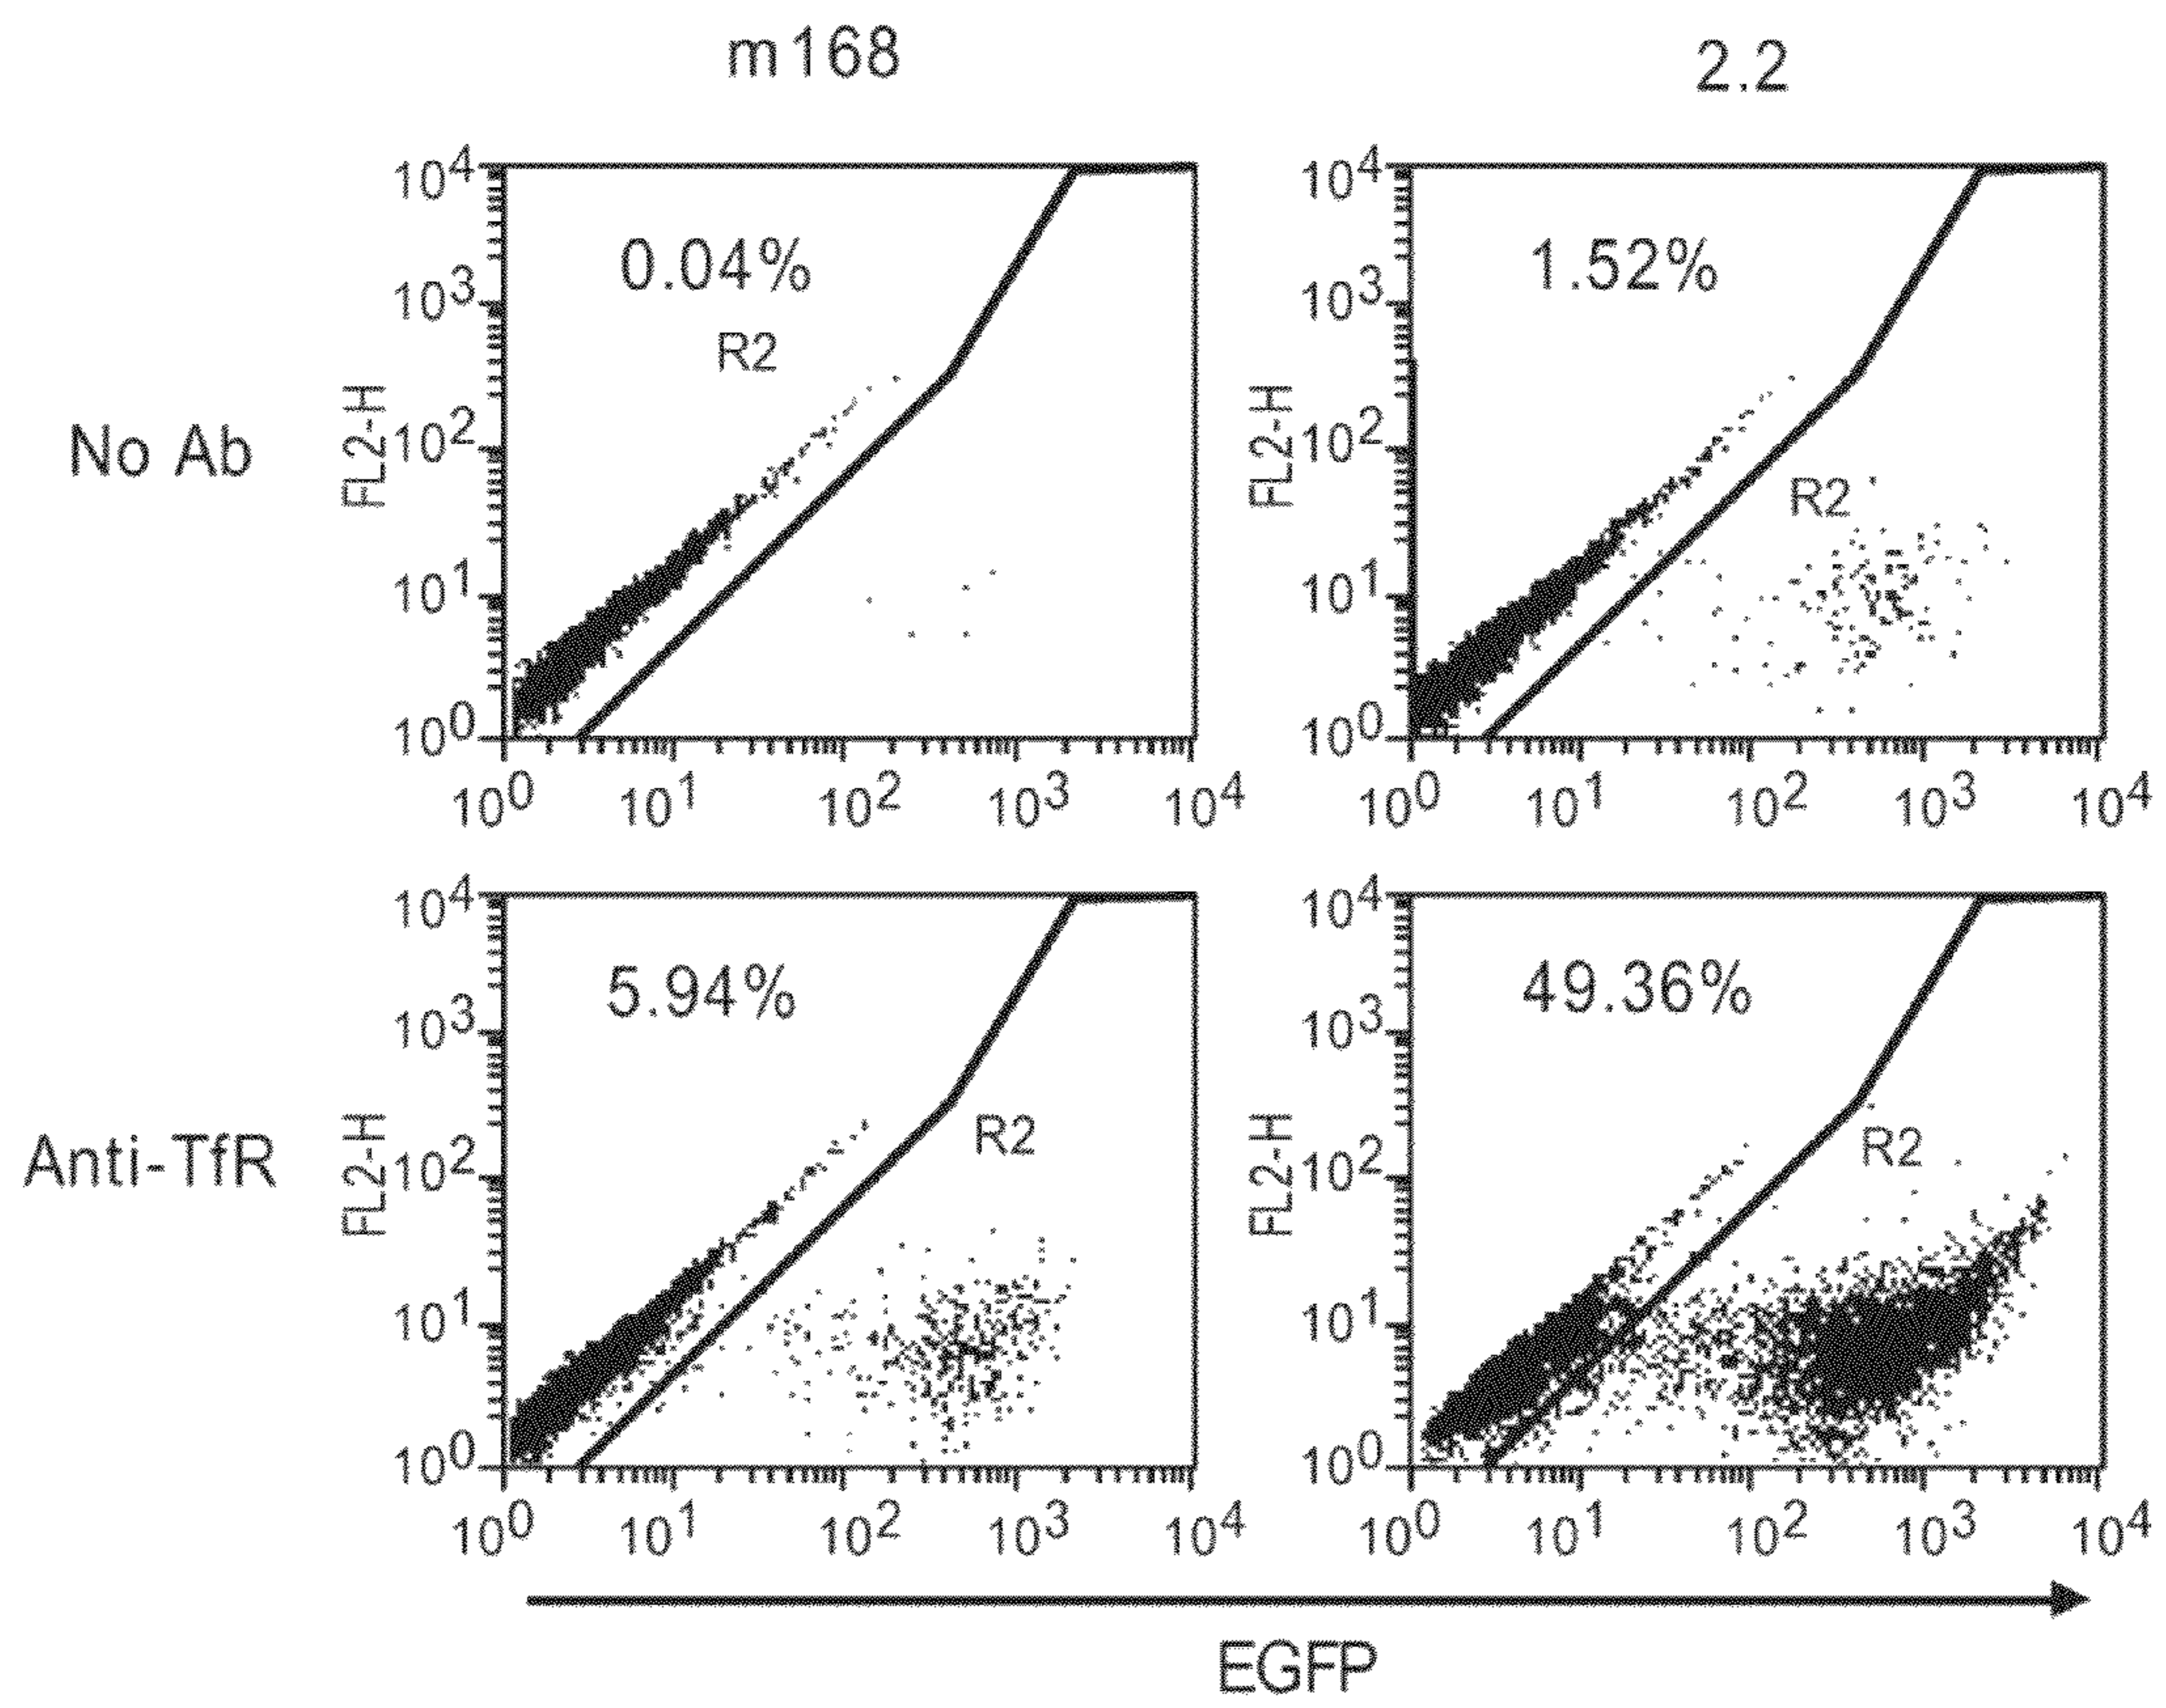 m168
2.2
No Ab
FL2-H
10⁴
10³
10²
10¹
10⁰
0.04%
R2
10⁰ 10¹ 10² 10³ 10⁴
FL2-H
10⁴
10³
10²
10¹
10⁰
1.52%
R2
10⁰ 10¹ 10² 10³ 10⁴
Anti-TfR
FL2-H
10⁴
10³
10²
10¹
10⁰
5.94%
R2
10⁰ 10¹ 10² 10³ 10⁴
FL2-H
10⁴
10³
10²
10¹
10⁰
49.36%
R2
10⁰ 10¹ 10² 10³ 10⁴
EGFP